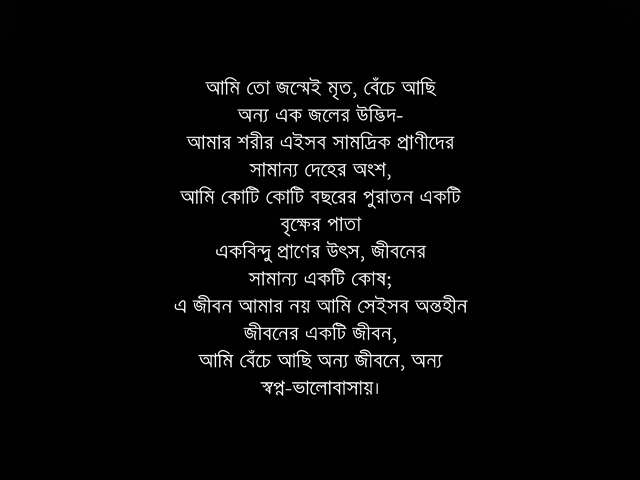 আমি তো জন্মেই মৃত, বেঁচে আছি
অন্য এক জলের উদ্ভিদ-
আমার শরীর এইসব সামদ্রিক প্রাণীদের
সামান্য দেহের অংশ,
আমি কোটি কোটি বছরের পুরাতন একটি
বৃক্ষের পাতা
একবিন্দু প্রাণের উৎস, জীবনের
সামান্য একটি কোষ;
এ জীবন আমার নয় আমি সেইসব অন্তহীন
জীবনের একটি জীবন,
আমি বেঁচে আছি অন্য জীবনে, অন্য
স্বপ্ন-ভালোবাসায়।